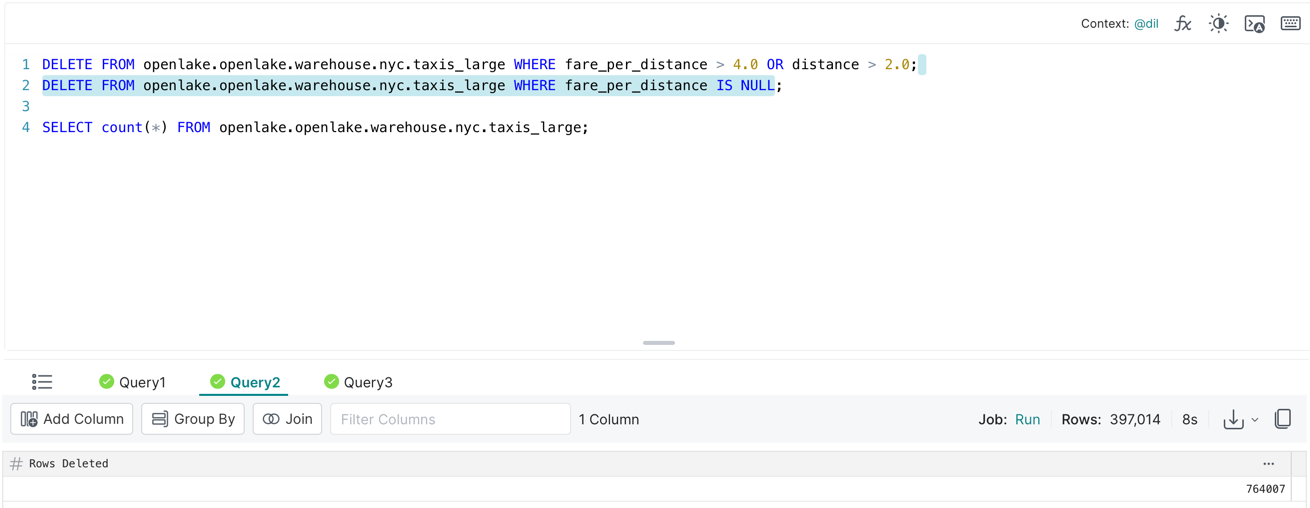 Context: @dil fx
1 DELETE FROM openlake.openlake.warehouse.nyc.taxis_large WHERE fare_per_distance > 4.0 OR distance > 2.0;
2 DELETE FROM openlake.openlake.warehouse.nyc.taxis_large WHERE fare_per_distance IS NULL;
3
4 SELECT count(*) FROM openlake.openlake.warehouse.nyc.taxis_large;
Query1 Query2 Query3
Add Column Group By Join Filter Columns 1 Column Job: Run Rows: 397,014 8s
# Rows Deleted ...
764007